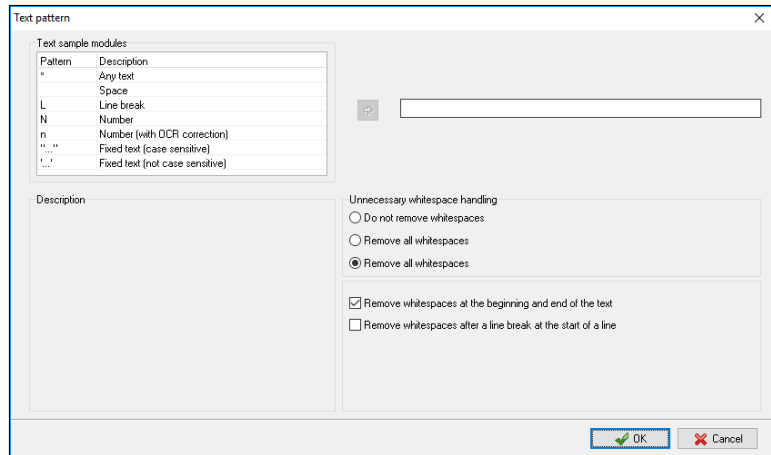 Text pattern
Text sample modules
Pattern Description
* Any text
Space
L Line break
N Number
n Number (with OCR correction)
"..." Fixed text (case sensitive)
'...' Fixed text (not case sensitive)
Description
Unnecessary whitespace handling
Do not remove whitespaces
Remove all whitespaces
Remove all whitespaces
Remove whitespaces at the beginning and end of the text
Remove whitespaces after a line break at the start of a line
OK Cancel